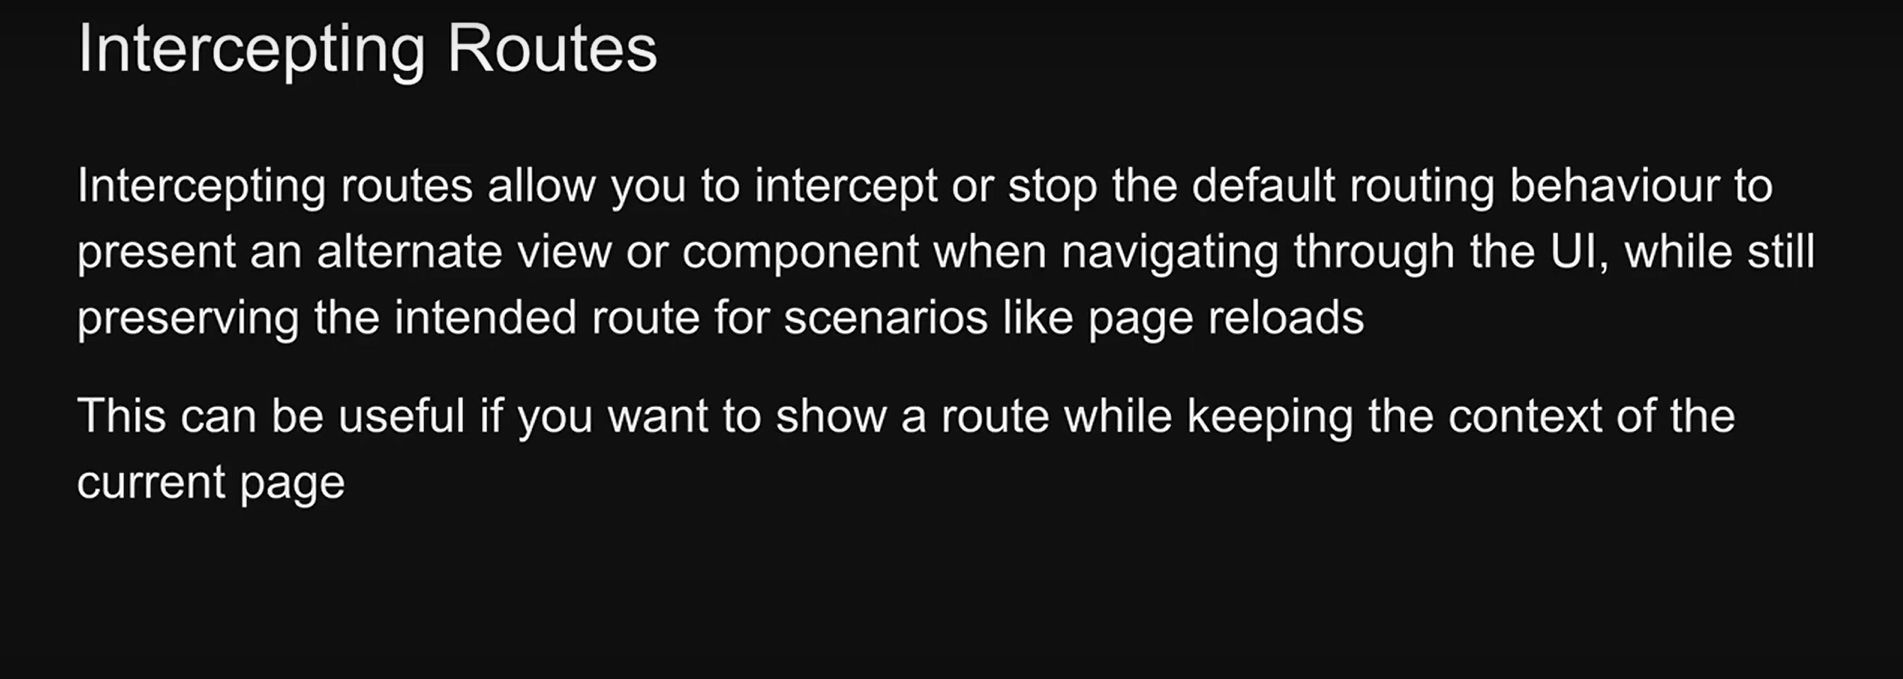 Intercepting Routes
Intercepting routes allow you to intercept or stop the default routing behaviour to
present an alternate view or component when navigating through the UI, while still
preserving the intended route for scenarios like page reloads
This can be useful if you want to show a route while keeping the context of the
current page